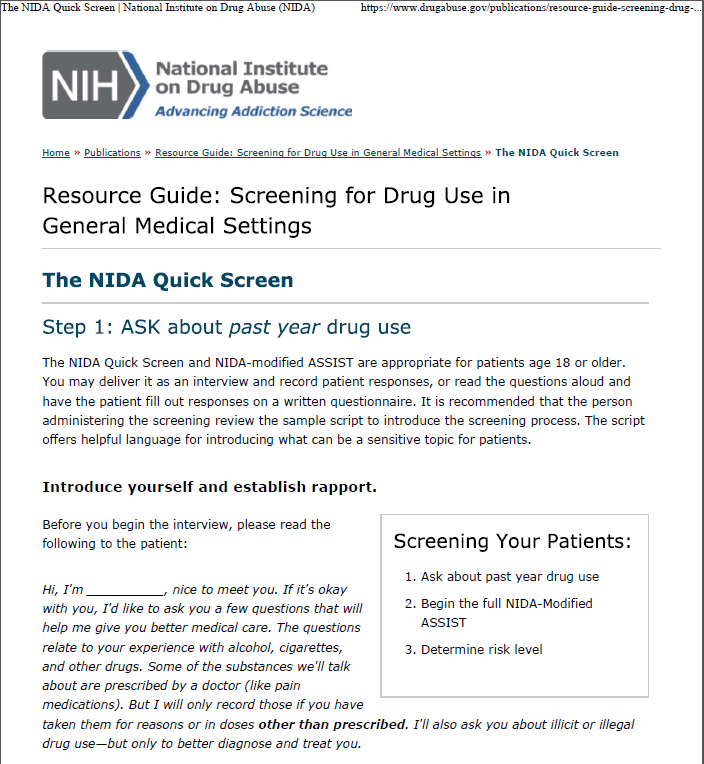 The NIDA Quick Screen | National Institute on Drug Abuse (NIDA)
https://www.drugabuse.gov/publications/resource-guide-screening-drug-...
NIH
National Institute
on Drug Abuse
Advancing Addiction Science
Home » Publications » Resource Guide: Screening for Drug Use in General Medical Settings » The NIDA Quick Screen
Resource Guide: Screening for Drug Use in
General Medical Settings
The NIDA Quick Screen
Step 1: ASK about past year drug use
The NIDA Quick Screen and NIDA-modified ASSIST are appropriate for patients age 18 or older.
You may deliver it as an interview and record patient responses, or read the questions aloud and
have the patient fill out responses on a written questionnaire. It is recommended that the person
administering the screening review the sample script to introduce the screening process. The script
offers helpful language for introducing what can be a sensitive topic for patients.
Introduce yourself and establish rapport.
Before you begin the interview, please read the
following to the patient:
Hi, I'm __________, nice to meet you. If it's okay
with you, I'd like to ask you a few questions that will
help me give you better medical care. The questions
relate to your experience with alcohol, cigarettes,
and other drugs. Some of the substances we'll talk
about are prescribed by a doctor (like pain
medications). But I will only record those if you have
taken them for reasons or in doses other than prescribed. I'll also ask you about illicit or illegal
drug use—but only to better diagnose and treat you.
Screening Your Patients:
1. Ask about past year drug use
2. Begin the full NIDA-Modified
ASSIST
3. Determine risk level